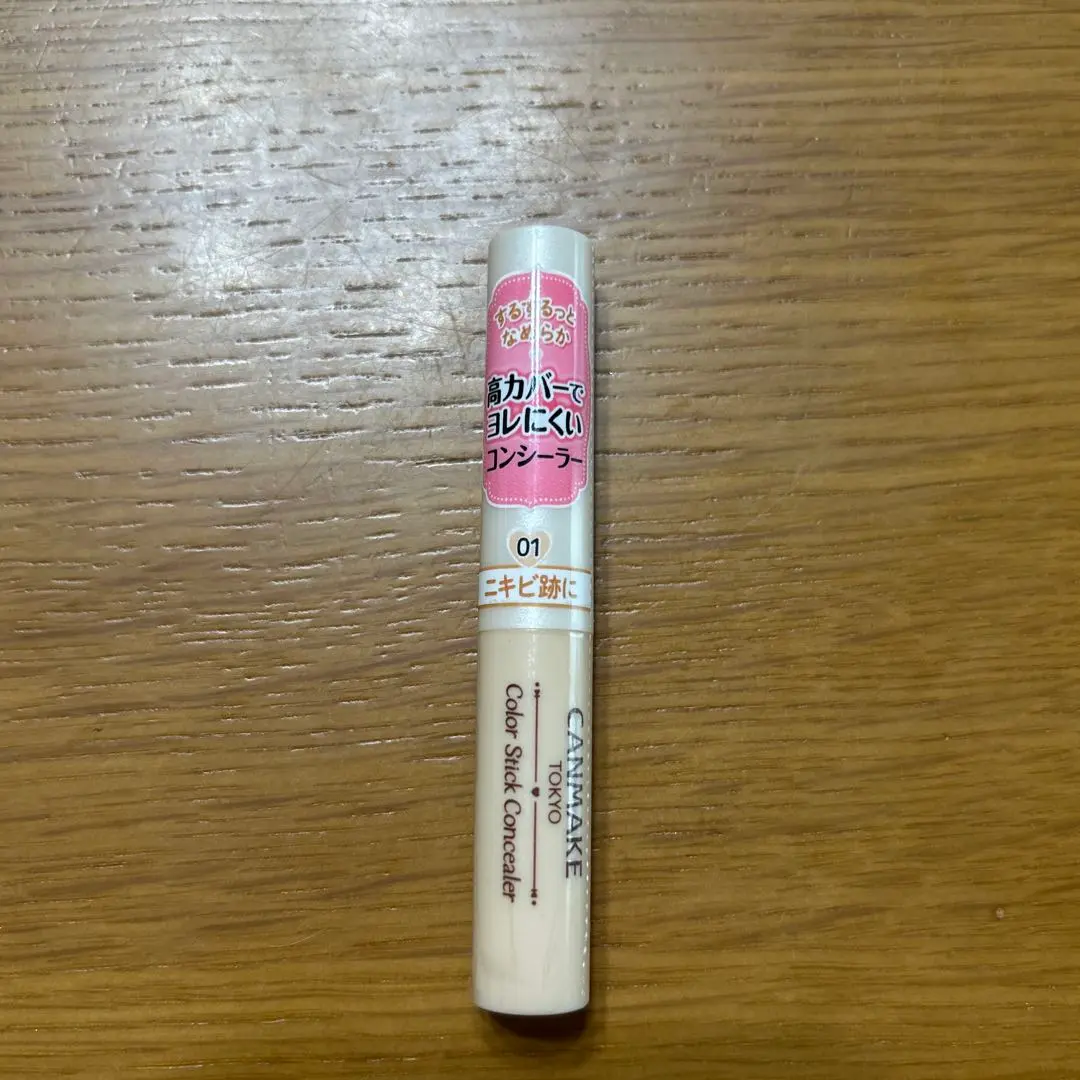 するするっと
なめらか
高カバーで
ヨレにくい
コンシーラー
01
ニキビ跡に
CANMAKE
TOKYO
Color Stick Concealer